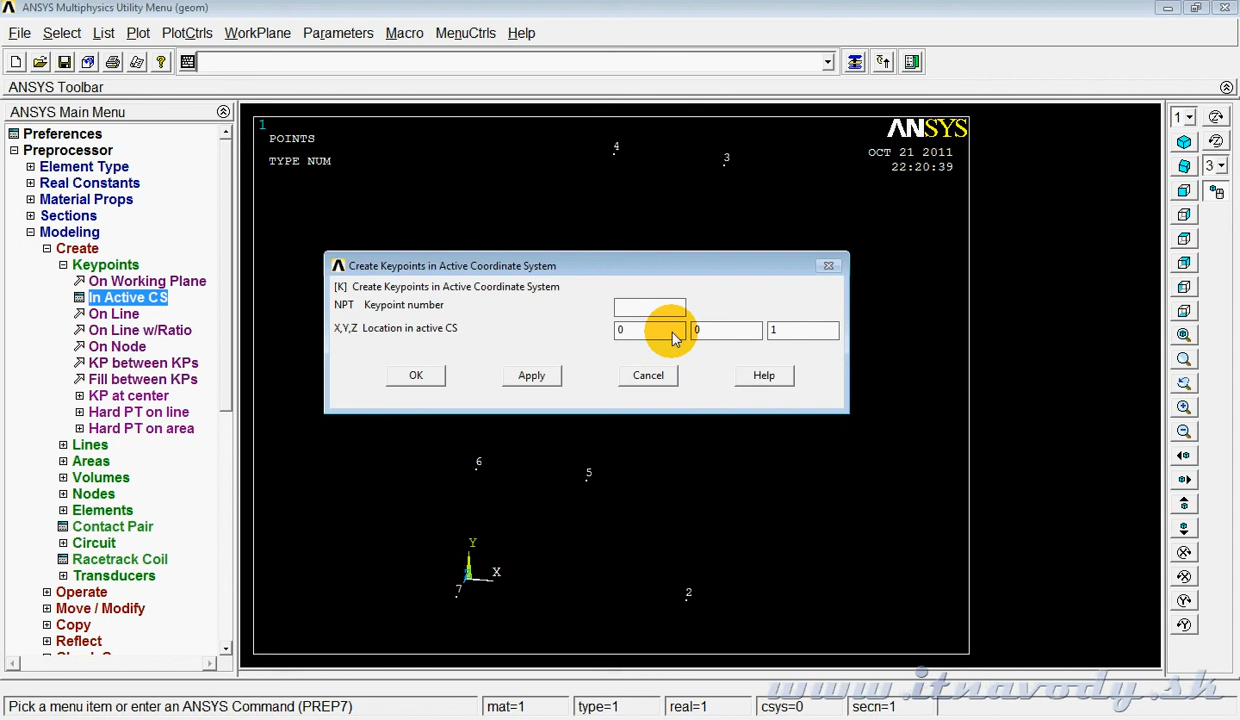 ANSYS Multiphysics Utility Menu (geom)
File Select List Plot PlotCtrls WorkPlane Parameters Macro MenuCtrls Help
ANSYS Toolbar
ANSYS Main Menu
Preferences
Preprocessor
Element Type
Real Constants
Material Props
Sections
Modeling
Create
Keypoints
On Working Plane
In Active CS
On Line
On Line w/Ratio
On Node
KP between KPs
Fill between KPs
KP at center
Hard PT on line
Hard PT on area
Lines
Areas
Volumes
Nodes
Elements
Contact Pair
Circuit
Racetrack Coil
Transducers
Operate
Move / Modify
Copy
Reflect
1
POINTS
TYPE NUM
4
3
ANSYS
OCT 21 2011
22:20:39
Create Keypoints in Active Coordinate System
[K] Create Keypoints in Active Coordinate System
NPT Keypoint number
X,Y,Z Location in active CS 0 0 1
OK Apply Cancel Help
6
5
Y
X
7
2
1
3
www.itnavody.sk
Pick a menu item or enter an ANSYS Command (PREP7) mat=1 type=1 real=1 csys=0 secn=1